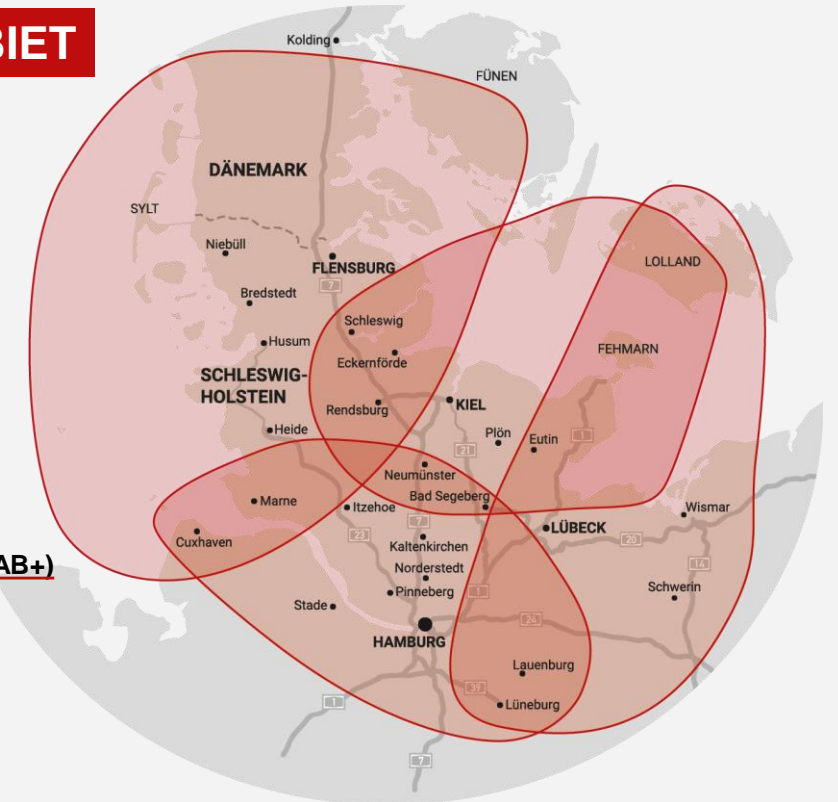 BIET
Kolding
FÜNEN
DÄNEMARK
SYLT
Niebüll
FLENSBURG
7
LOLLAND
Bredstedt
Schleswig
Husum
Eckernförde
FEHMARN
SCHLESWIG-
HOLSTEIN
Rendsburg
KIEL
Heide
Plön
Eutin
1
21
Neumünster
Bad Segeberg
Marne
Itzehoe
Wismar
7
LÜBECK
Cuxhaven
23
20
Kaltenkirchen
AB+)
14
Norderstedt
Pinneberg
1
Schwerin
Stade
24
HAMBURG
Lauenburg
39
1
Lüneburg
7